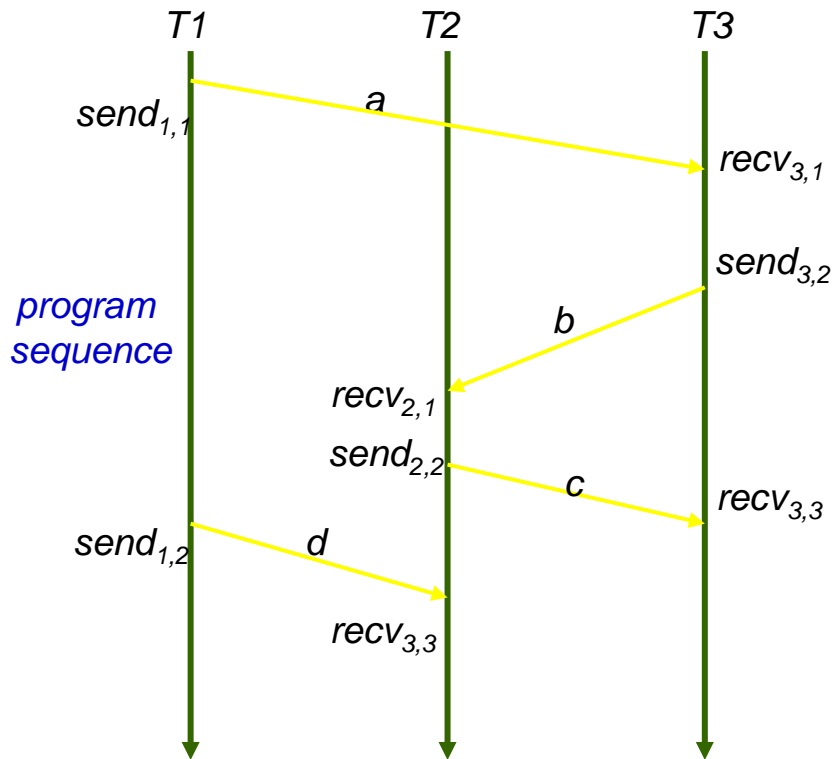 T1 T2 T3
a
send1,1
recv3,1
send3,2
program
sequence
b
recv2,1
send2,2
c
recv3,3
send1,2
d
recv3,3